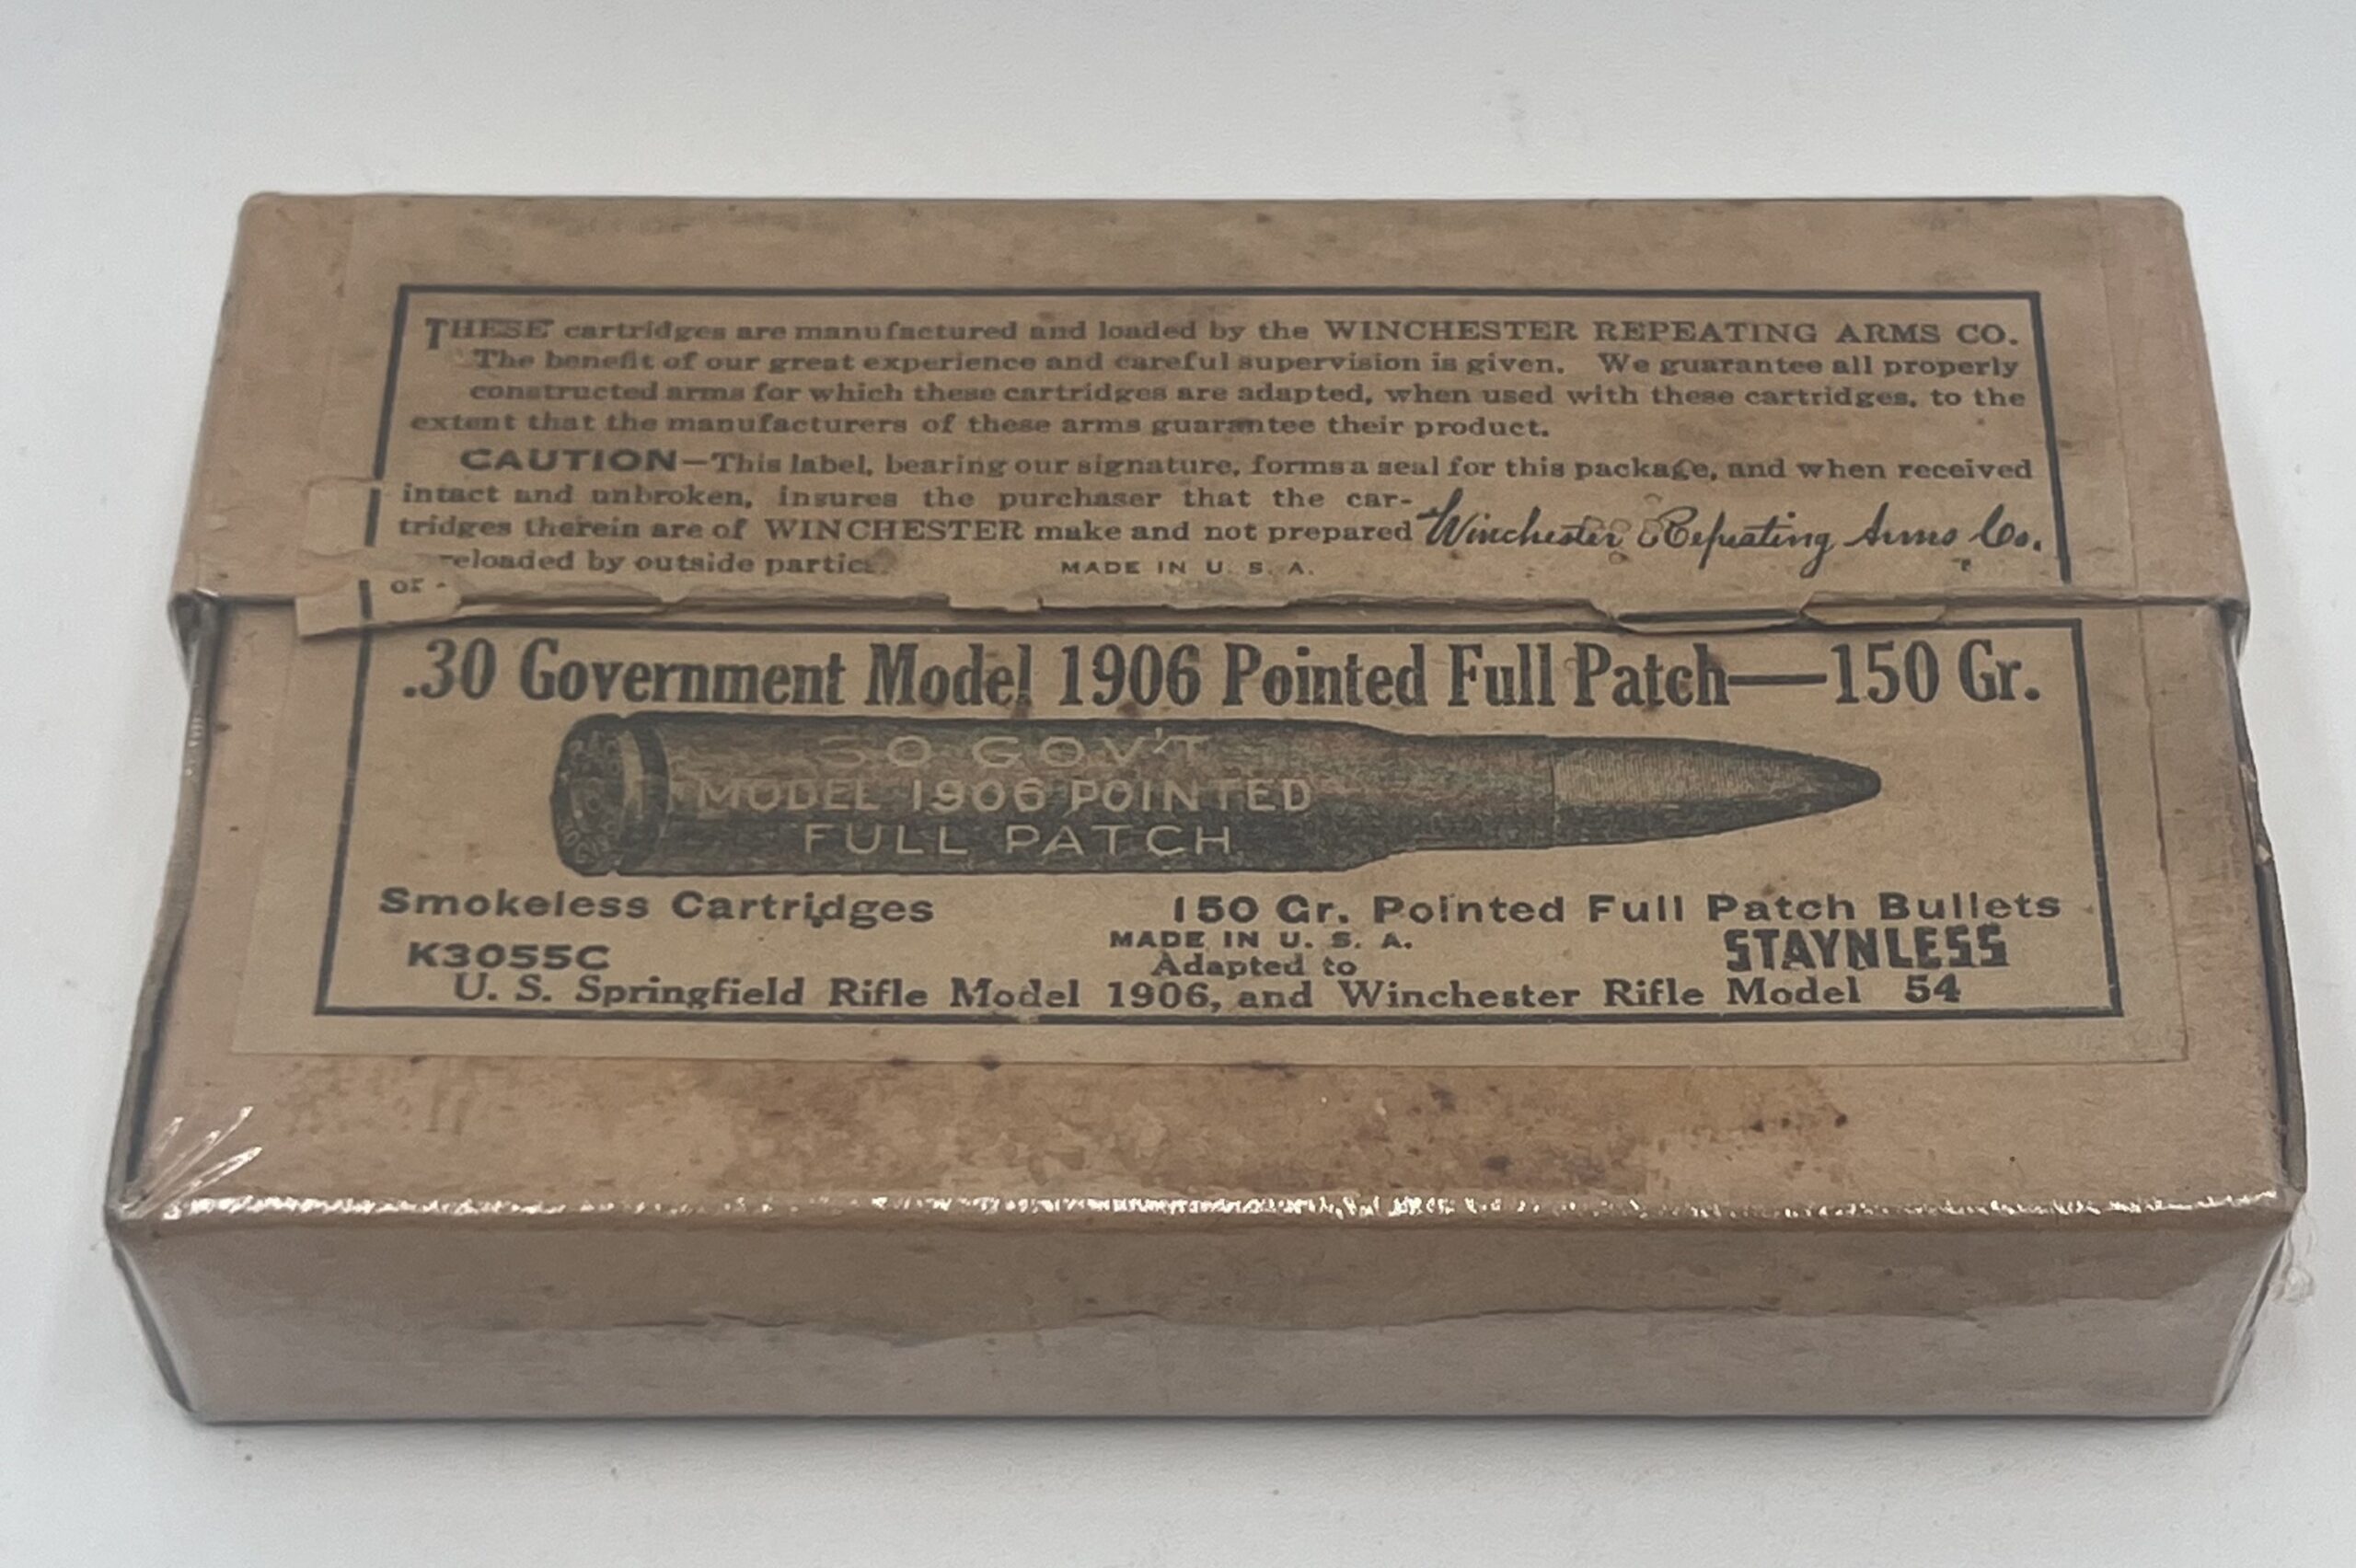 THESE cartridges are manufactured and loaded by the WINCHESTER REPEATING ARMS CO.
The benefit of our great experience and careful supervision is given. We guarantee all properly
constructed arms for which these cartridges are adapted, when used with these cartridges, to the
extent that the manufacturers of these arms guarantee their product.
CAUTION—This label, bearing our signature, forms a seal for this package, and when received
intact and unbroken, insures the purchaser that the car-
tridges therein are of WINCHESTER make and not prepared
Winchester Repeating Arms Co.
or reloaded by outside parties
MADE IN U. S. A.
.30 Government Model 1906 Pointed Full Patch—150 Gr.
30 GOV'T
MODEL 1906 POINTED
FULL PATCH
Smokeless Cartridges 150 Gr. Pointed Full Patch Bullets
MADE IN U. S. A.
K3055C Adapted to STAYNLESS
U. S. Springfield Rifle Model 1906, and Winchester Rifle Model 54